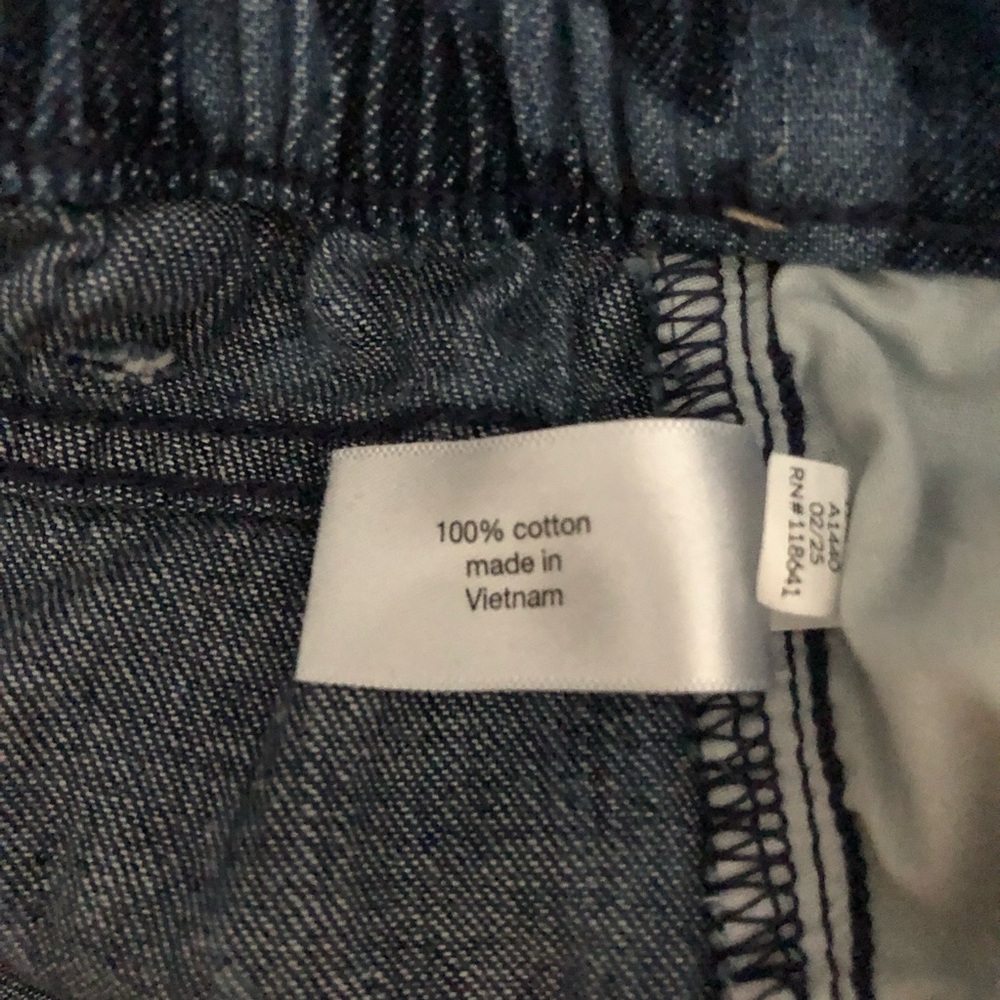 100% cotton
made in
Vietnam
A1440
02/25
RN#118641